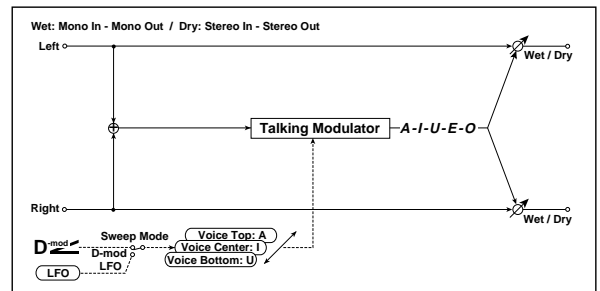 Wet: Mono In - Mono Out / Dry: Stereo In - Stereo Out
Left
Wet / Dry
Talking Modulator
A-I-U-E-O
Right
Wet / Dry
D-mod
Sweep Mode
D-mod
LFO
LFO
Voice Top: A
Voice Center: I
Voice Bottom: U